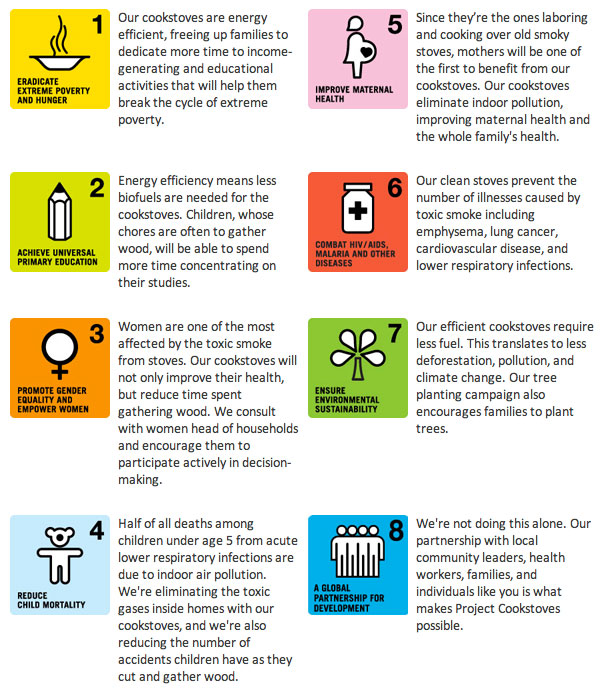 1
ERADICATE
EXTREME POVERTY
AND HUNGER
Our cookstoves are energy
efficient, freeing up families to
dedicate more time to income-
generating and educational
activities that will help them
break the cycle of extreme
poverty.
2
ACHIEVE UNIVERSAL
PRIMARY EDUCATION
Energy efficiency means less
biofuels are needed for the
cookstoves. Children, whose
chores are often to gather
wood, will be able to spend
more time concentrating on
their studies.
3
PROMOTE GENDER
EQUALITY AND
EMPOWER WOMEN
Women are one of the most
affected by the toxic smoke
from stoves. Our cookstoves will
not only improve their health,
but reduce time spent
gathering wood. We consult
with women head of households
and encourage them to
participate actively in decision-
making.
4
REDUCE
CHILD MORTALITY
Half of all deaths among
children under age 5 from acute
lower respiratory infections are
due to indoor air pollution.
We're eliminating the toxic
gases inside homes with our
cookstoves, and we're also
reducing the number of
accidents children have as they
cut and gather wood.
5
IMPROVE MATERNAL
HEALTH
Since they’re the ones laboring
and cooking over old smoky
stoves, mothers will be one of
the first to benefit from our
cookstoves. Our cookstoves
eliminate indoor pollution,
improving maternal health and
the whole family's health.
6
COMBAT HIV/AIDS,
MALARIA AND OTHER
DISEASES
Our clean stoves prevent the
number of illnesses caused by
toxic smoke including
emphysema, lung cancer,
cardiovascular disease, and
lower respiratory infections.
7
ENSURE
ENVIRONMENTAL
SUSTAINABILITY
Our efficient cookstoves require
less fuel. This translates to less
deforestation, pollution, and
climate change. Our tree
planting campaign also
encourages families to plant
trees.
8
A GLOBAL
PARTNERSHIP FOR
DEVELOPMENT
We're not doing this alone. Our
partnership with local
community leaders, health
workers, families, and
individuals like you is what
makes Project Cookstoves
possible.